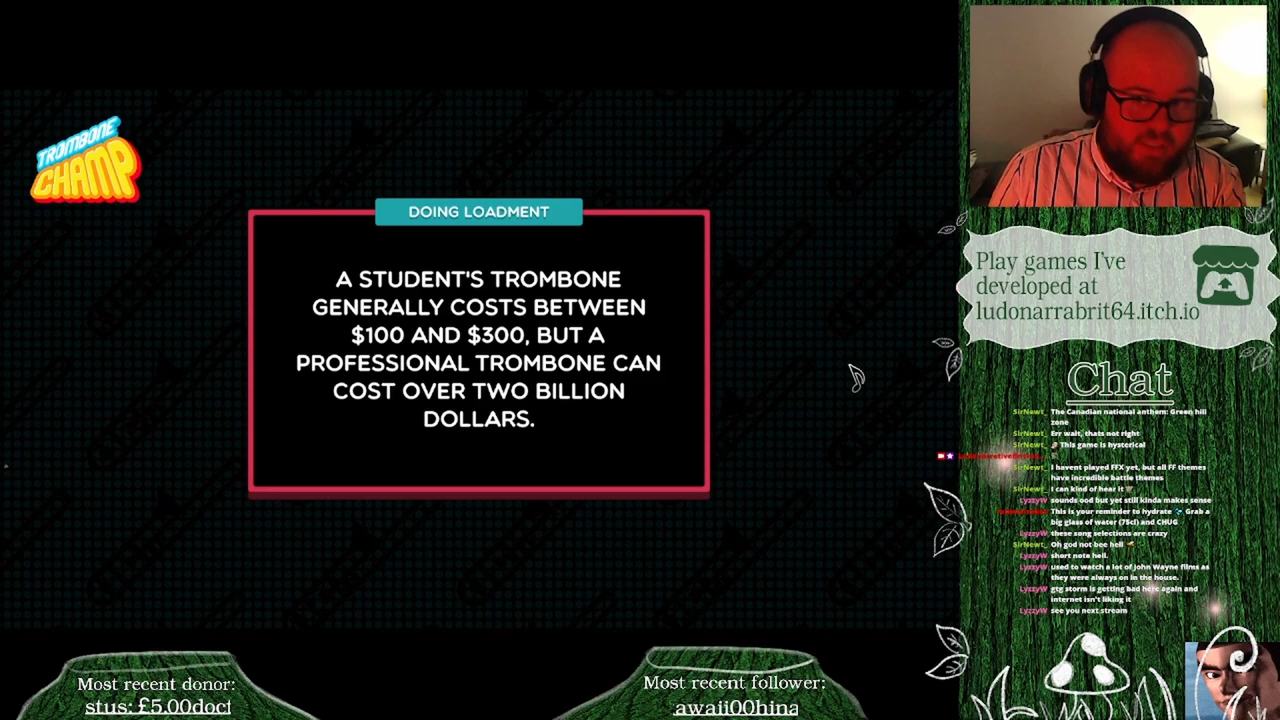 TROMBONE
CHAMP
DOING LOADMENT
A STUDENT'S TROMBONE
GENERALLY COSTS BETWEEN
$100 AND $300, BUT A
PROFESSIONAL TROMBONE CAN
COST OVER TWO BILLION
DOLLARS.
Play games I've
developed at
ludonarrabrit64.itch.io
Chat
SirNewt_ The Canadian national anthem: Green hill
zone
SirNewt_ Err wait, thats not right
SirNewt_ This game is hysterical
SirNewt_ I havent played FFX yet, but all FF themes
have incredible battle themes
SirNewt_ I can kind of hear it
LyzzyW sounds ood but yet still kinda makes sense
This is your reminder to hydrate Grab a
big glass of water (75cl) and CHUG
LyzzyW these song selections are crazy
SirNewt_ Oh god not bee hell
LyzzyW short note hell.
LyzzyW used to watch a lot of John Wayne films as
they were always on in the house.
LyzzyW gtg storm is getting bad here again and
internet isn't liking it
LyzzyW see you next stream
Most recent donor:
stus: £5.00doct
Most recent follower:
awaii00hina